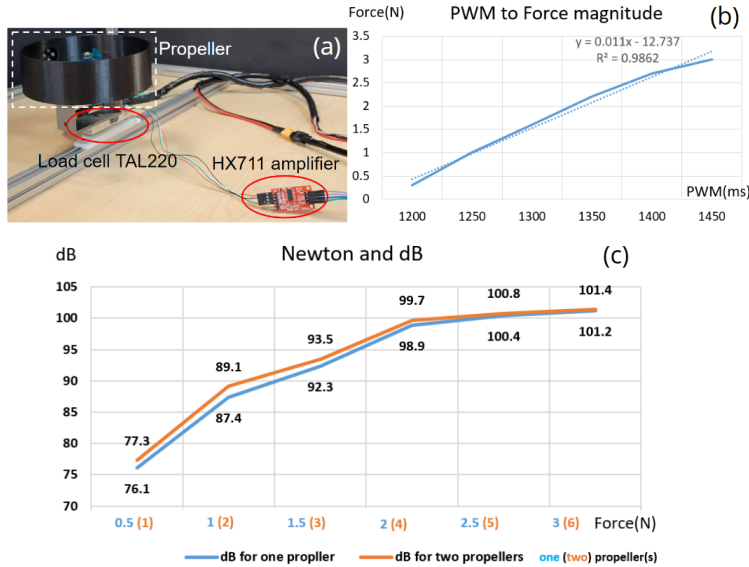 Propeller
(a)
Load cell TAL220
HX711 amplifier
Force(N)
PWM to Force magnitude
(b)
y = 0.011x - 12.737
R² = 0.9862
3.5
3
2.5
2
1.5
1
0.5
0
1200 1250 1300 1350 1400 1450
PWM(ms)
dB
Newton and dB
(c)
105
100
95
90
85
80
75
70
77.3
89.1
93.5
99.7
100.8
101.4
76.1
87.4
92.3
98.9
100.4
101.2
0.5 (1) 1 (2) 1.5 (3) 2 (4) 2.5 (5) 3 (6) Force(N)
dB for one propller dB for two propellers one (two) propeller(s)